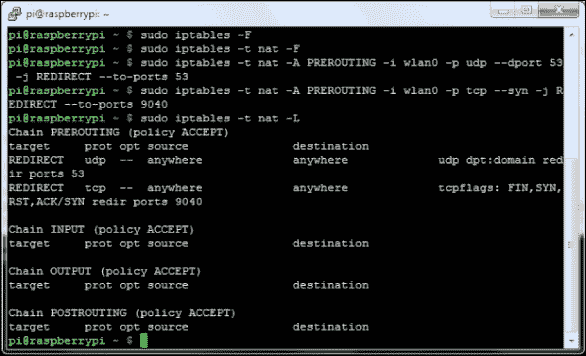 pi@raspberrypi: ~
pi@raspberrypi ~ $ sudo iptables -F
pi@raspberrypi ~ $ sudo iptables -t nat -F
pi@raspberrypi ~ $ sudo iptables -t nat -A PREROUTING -i wlan0 -p udp --dport 53
-j REDIRECT --to-ports 53
pi@raspberrypi ~ $ sudo iptables -t nat -A PREROUTING -i wlan0 -p tcp --syn -j R
EDIRECT --to-ports 9040
pi@raspberrypi ~ $ sudo iptables -t nat -L
Chain PREROUTING (policy ACCEPT)
target prot opt source destination
REDIRECT udp -- anywhere anywhere udp dpt:domain red
ir ports 53
REDIRECT tcp -- anywhere anywhere tcpflags: FIN,SYN,
RST,ACK/SYN redir ports 9040
Chain INPUT (policy ACCEPT)
target prot opt source destination
Chain OUTPUT (policy ACCEPT)
target prot opt source destination
Chain POSTROUTING (policy ACCEPT)
target prot opt source destination
pi@raspberrypi ~ $